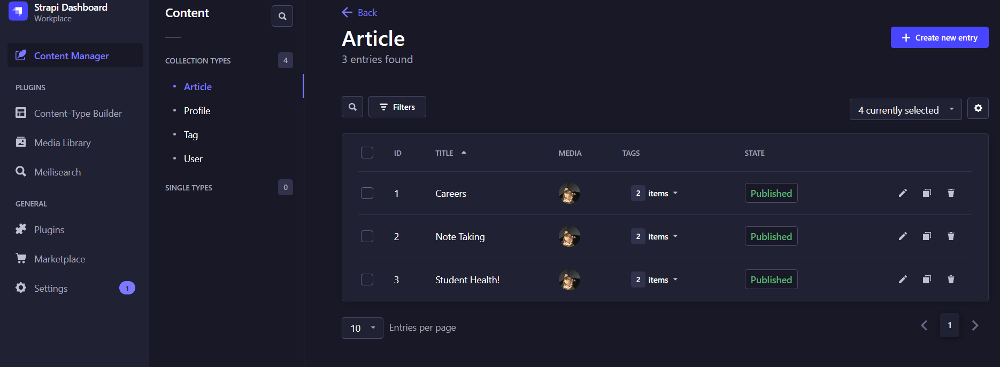 Strapi Dashboard
Workplace
Content Manager
PLUGINS
Content-Type Builder
Media Library
Meilisearch
GENERAL
Plugins
Marketplace
Settings 1
Content
COLLECTION TYPES 4
Article
Profile
Tag
User
SINGLE TYPES 0
Back
Article
3 entries found
Create new entry
Filters
4 currently selected
ID TITLE MEDIA TAGS STATE
1 Careers 2 items Published
2 Note Taking 2 items Published
3 Student Health! 2 items Published
10 Entries per page
1